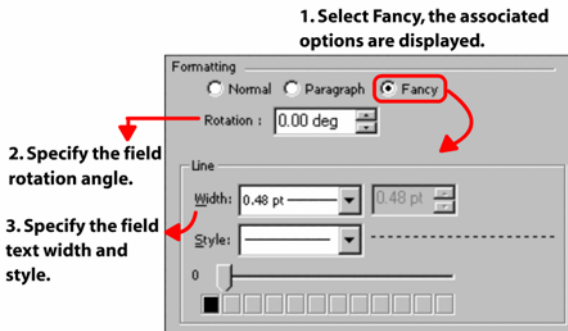 1. Select Fancy, the associated
options are displayed.
Formatting
Normal Paragraph Fancy
Rotation : 0.00 deg
2. Specify the field
rotation angle.
Line
Width: 0.48 pt 0.48 pt
3. Specify the field
text width and
style.
Style:
0